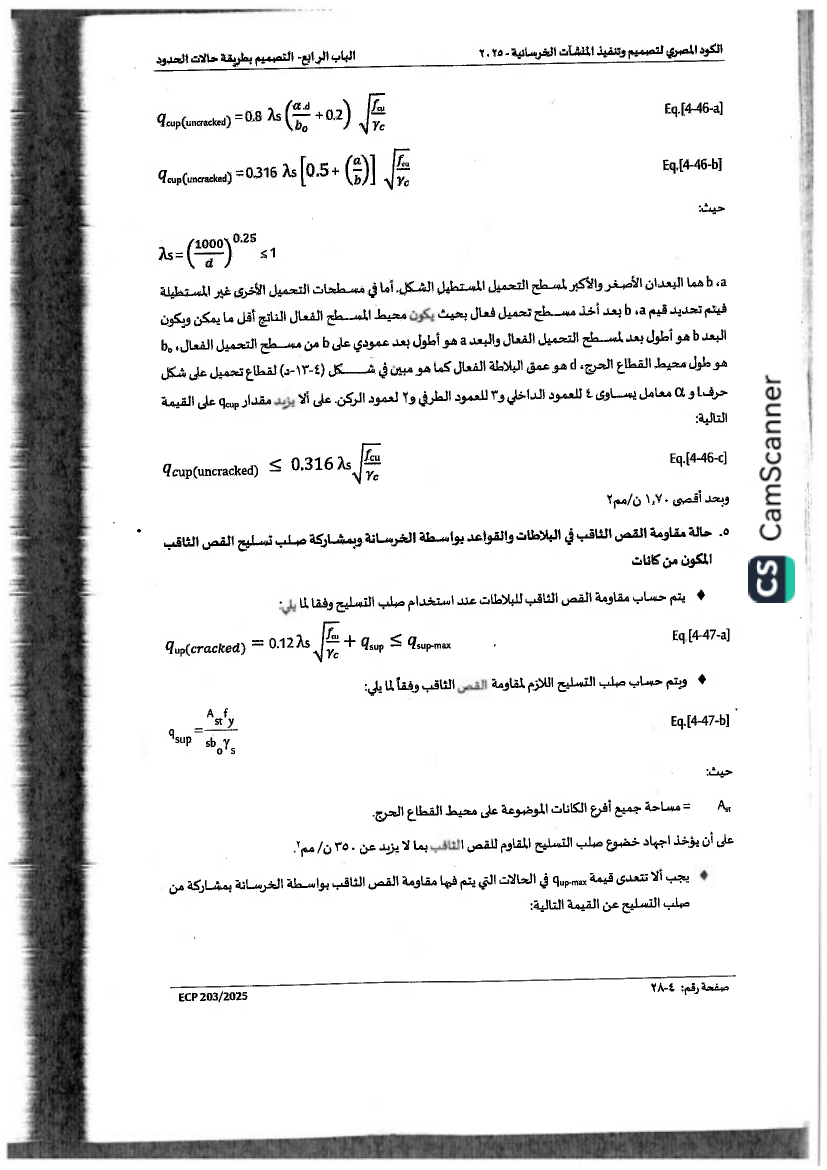 الكود المصري لتصميم وتنفيذ المنشآت الخرسانية - ٢٠٢٥ الباب الرابع- التصميم بطريقة حالات الحدود
q_cup(uncracked) = 0.8 λs (α.d/b_o + 0.2) √(f_cu/γ_c) Eq.[4-46-a]
q_cup(uncracked) = 0.316 λs [0.5 + (a/b)] √(f_cu/γ_c) Eq.[4-46-b]
حيث:
λs = (1000/d)^0.25 ≤ 1
b ،a هما البعدان الأصغر والأكبر لمسطح التحميل المستطيل الشكل. أما في مسطحات التحميل الأخرى غير المستطيلة
فيتم تحديد قيم b ،a بعد أخذ مسطح تحميل فعال بحيث يكون محيط المسطح الفعال الناتج أقل ما يمكن ويكون
البعد b هو أطول بعد لمسطح التحميل الفعال والبعد a هو أطول بعد عمودي على b من مسطح التحميل الفعال، b_o
هو طول محيط القطاع الحرج، d هو عمق البلاطة الفعال كما هو مبين في شكل (٤-١٣-د) لقطاع تحميل على شكل
حرف L و α معامل يساوى ٤ للعمود الداخلي و٣ للعمود الطرفي و٢ لعمود الركن. على ألا يزيد مقدار q_cup على القيمة
التالية:
q_cup(uncracked) ≤ 0.316 λs √(f_cu/γ_c) Eq.[4-46-c]
وبحد أقصى ١,٧٠ ن/مم٢
٥. حالة مقاومة القص الثاقب في البلاطات والقواعد بواسطة الخرسانة وبمشاركة صلب تسليح القص الثاقب
المكون من كانات
♦ يتم حساب مقاومة القص الثاقب للبلاطات عند استخدام صلب التسليح وفقا لما يلي:
q_up(cracked) = 0.12 λs √(f_cu/γ_c) + q_sup ≤ q_sup-max Eq.[4-47-a]
♦ ويتم حساب صلب التسليح اللازم لمقاومة القص الثاقب وفقاً لما يلي:
q_sup = A_st f_y / s b_o γ_s Eq.[4-47-b]
حيث:
A_st = مساحة جميع أفرع الكانات الموضوعة على محيط القطاع الحرج.
على أن يؤخذ اجهاد خضوع صلب التسليح المقاوم للقص الثاقب بما لا يزيد عن ٣٥٠ ن/ مم٢.
♦ يجب ألا تتعدى قيمة q_up-max في الحالات التي يتم فيها مقاومة القص الثاقب بواسطة الخرسانة بمشاركة من
صلب التسليح عن القيمة التالية:
صفحة رقم: ٤-٢٨ ECP 203/2025
CS CamScanner